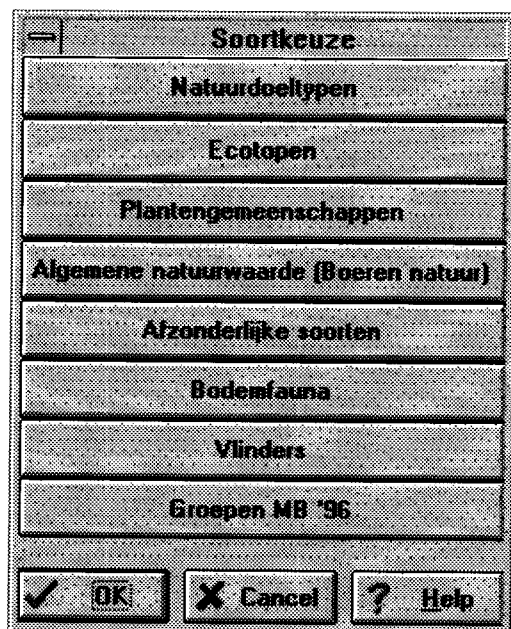 Soortkeuze
Natuurdoeltypen
Ecotopen
Plantengemeenschappen
Algemene natuurwaarde (Boeren natuur)
Afzonderlijke soorten
Bodemfauna
Vlinders
Groepen MB '96
OK Cancel ? Help